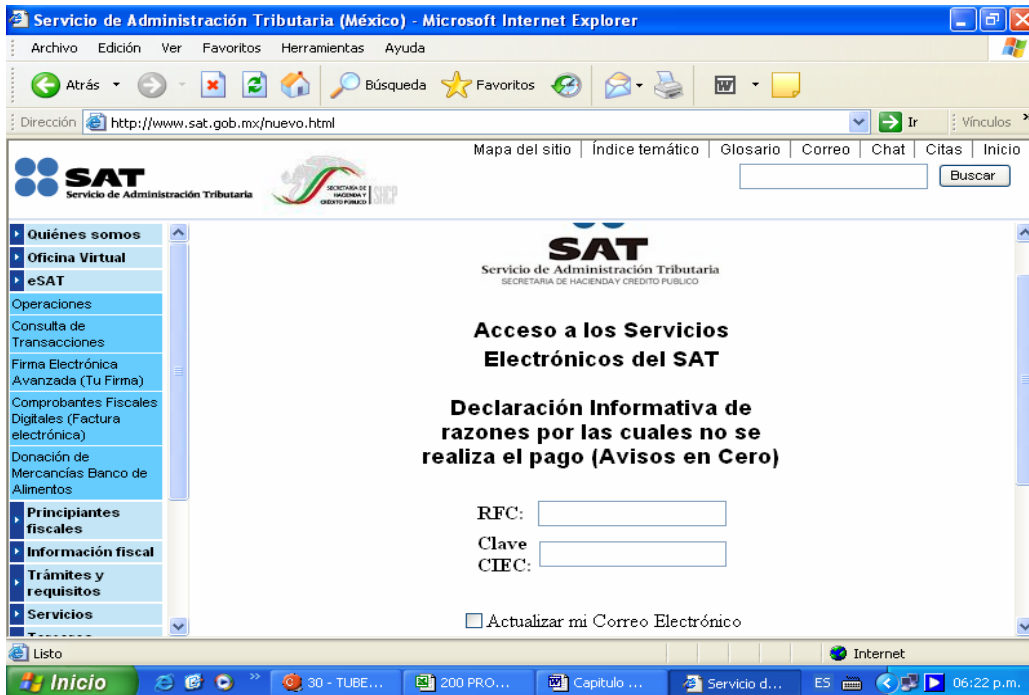 Servicio de Administración Tributaria (México) - Microsoft Internet Explorer
Archivo Edición Ver Favoritos Herramientas Ayuda
Atrás Búsqueda Favoritos
Dirección http://www.sat.gob.mx/nuevo.html Ir Vínculos
Mapa del sitio | Índice temático | Glosario | Correo | Chat | Citas | Inicio
SAT
Servicio de Administración Tributaria
SECRETARÍA DE
HACIENDA Y
CRÉDITO PÚBLICO
SHCP
Buscar
Quiénes somos
Oficina Virtual
eSAT
Operaciones
Consulta de
Transacciones
Firma Electrónica
Avanzada (Tu Firma)
Comprobantes Fiscales
Digitales (Factura
electrónica)
Donación de
Mercancías Banco de
Alimentos
Principiantes
fiscales
Información fiscal
Trámites y
requisitos
Servicios
SAT
Servicio de Administración Tributaria
SECRETARIA DE HACIENDA Y CREDITO PUBLICO
Acceso a los Servicios
Electrónicos del SAT
Declaración Informativa de
razones por las cuales no se
realiza el pago (Avisos en Cero)
RFC:
Clave
CIEC:
Actualizar mi Correo Electrónico
Listo Internet
Inicio 30 - TUBE... 200 PRO... Capitulo ... Servicio d... ES 06:22 p.m.